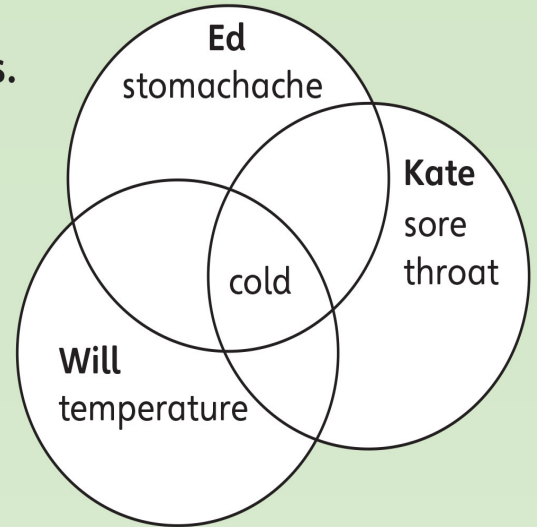 s.
Ed
stomachache
Kate
sore
throat
cold
Will
temperature